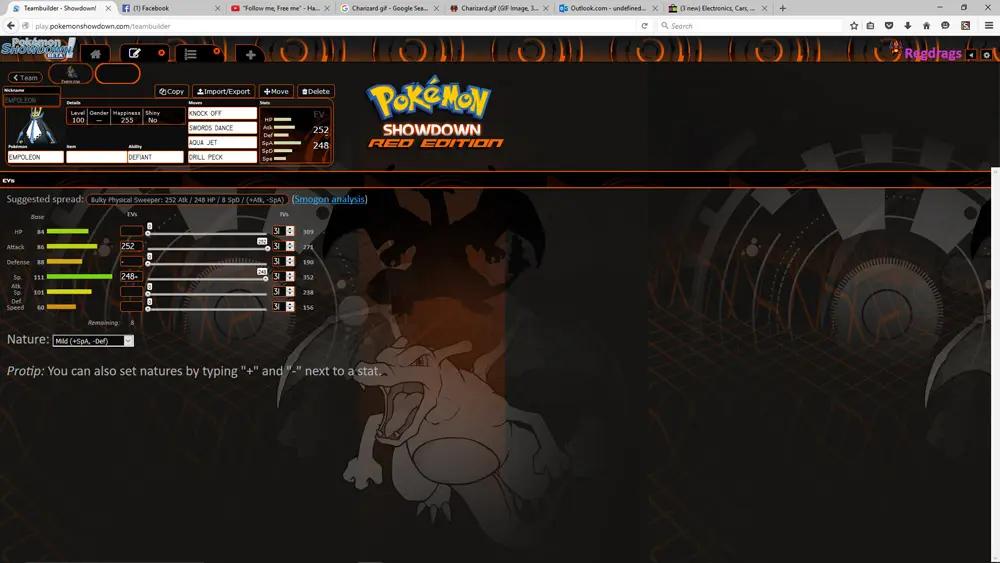 Teambuilder - Showdown!
(1) Facebook
"Follow me, Free me" - Ha...
Charizard gif - Google Sea...
Charizard.gif (GIF Image, 3...
Outlook.com - undefined...
(3 new) Electronics, Cars, ...
play.pokemonshowdown.com/teambuilder
Search
Pokémon
SHOWDOWN!
BETA
Regdrags
Team
Empoleon
Nickname
EMPOLEON
Copy
Import/Export
Move
Delete
Details
Level
100
Gender
—
Happiness
255
Shiny
No
Moves
KNOCK OFF
SWORDS DANCE
AQUA JET
DRILL PECK
Stats
EV
HP
Atk 252
Def
SpA 248
SpD
Spe
Pokémon
EMPOLEON
Item
Ability
DEFIANT
POKéMON
SHOWDOWN
RED EDITION
EVs
Suggested spread: Bulky Physical Sweeper: 252 Atk / 248 HP / 8 SpD / (+Atk, -SpA) (Smogon analysis)
Base EVs IVs
HP 84 0 31 309
Attack 86 252 252 31 271
Defense 88 - 0 31 190
Sp. Atk. 111 248+ 248 31 352
Sp. Def. 101 0 31 238
Speed 60 0 31 156
Remaining: 8
Nature: Mild (+SpA, -Def)
Protip: You can also set natures by typing "+" and "-" next to a stat.